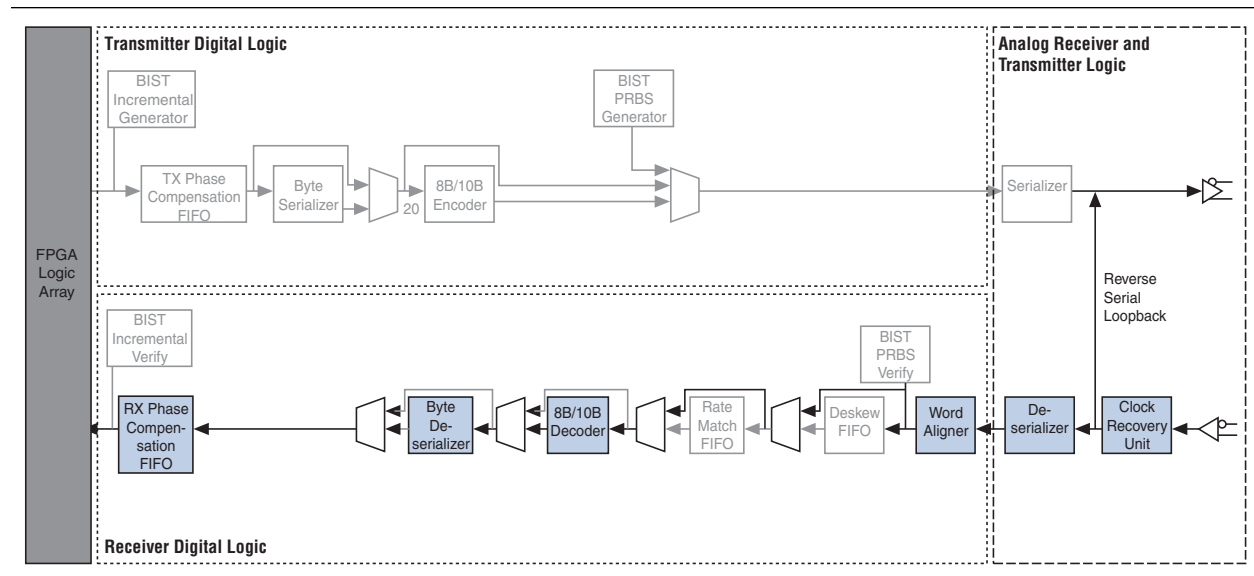 Transmitter Digital Logic
Analog Receiver and
Transmitter Logic
BIST
Incremental
Generator
BIST
PRBS
Generator
TX Phase
Compensation
FIFO
Byte
Serializer
20
8B/10B
Encoder
Serializer
FPGA
Logic
Array
Reverse
Serial
Loopback
BIST
Incremental
Verify
BIST
PRBS
Verify
RX Phase
Compen-
sation
FIFO
Byte
De-
serializer
8B/10B
Decoder
Rate
Match
FIFO
Deskew
FIFO
Word
Aligner
De-
serializer
Clock
Recovery
Unit
Receiver Digital Logic